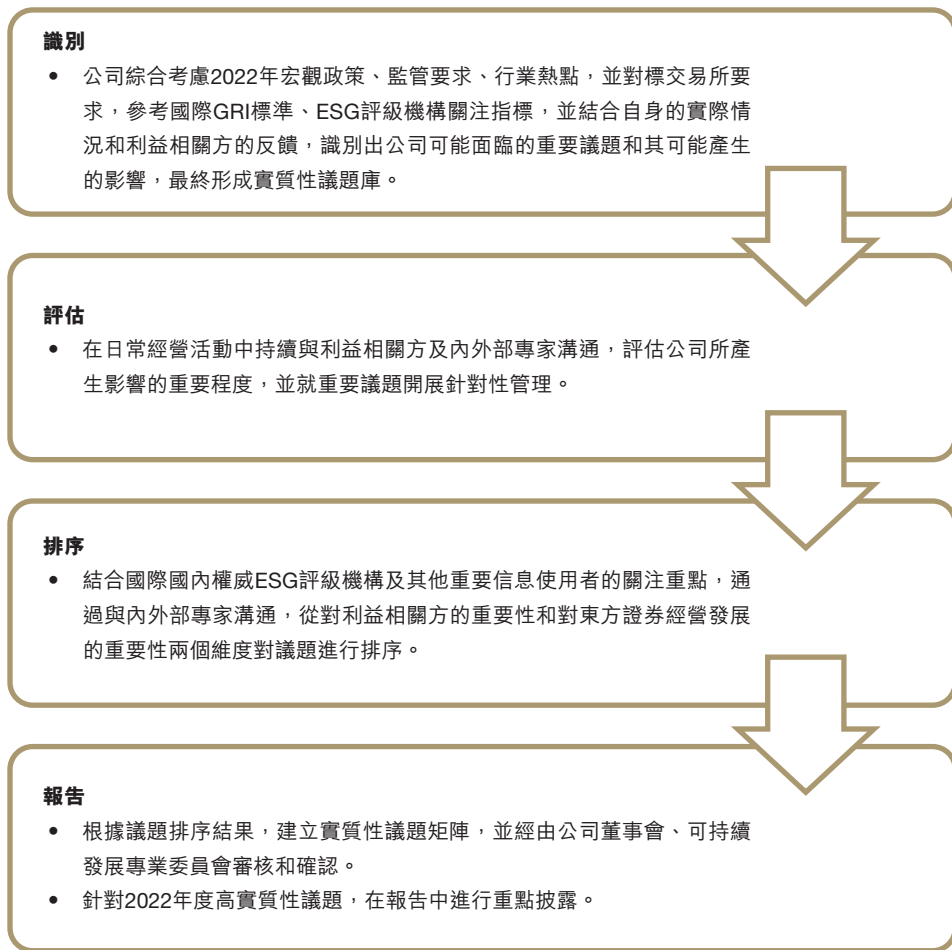 識別
• 公司綜合考慮2022年宏觀政策、監管要求、行業熱點，並對標交易所要
求，參考國際GRI標準、ESG評級機構關注指標，並結合自身的實際情
況和利益相關方的反饋，識別出公司可能面臨的重要議題和其可能產生
的影響，最終形成實質性議題庫。
評估
• 在日常經營活動中持續與利益相關方及內外部專家溝通，評估公司所產
生影響的重要程度，並就重要議題開展針對性管理。
排序
• 結合國際國內權威ESG評級機構及其他重要信息使用者的關注重點，通
過與內外部專家溝通，從對利益相關方的重要性和對東方證券經營發展
的重要性兩個維度對議題進行排序。
報告
• 根據議題排序結果，建立實質性議題矩陣，並經由公司董事會、可持續
發展專業委員會審核和確認。
• 針對2022年度高實質性議題，在報告中進行重點披露。